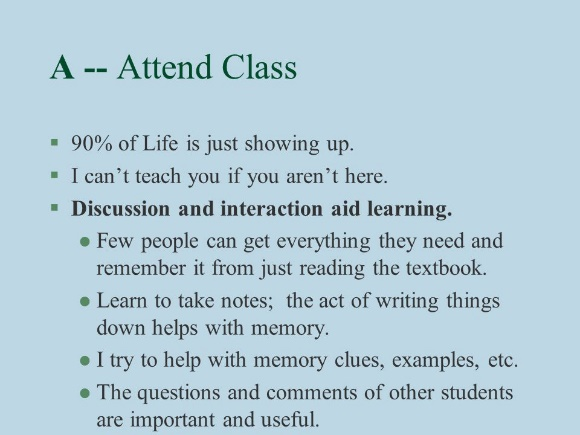 A -- Attend Class
90% of Life is just showing up.
I can’t teach you if you aren’t here.
Discussion and interaction aid learning.
Few people can get everything they need and
remember it from just reading the textbook.
Learn to take notes;  the act of writing things
down helps with memory.
I try to help with memory clues, examples, etc.
The questions and comments of other students
are important and useful.